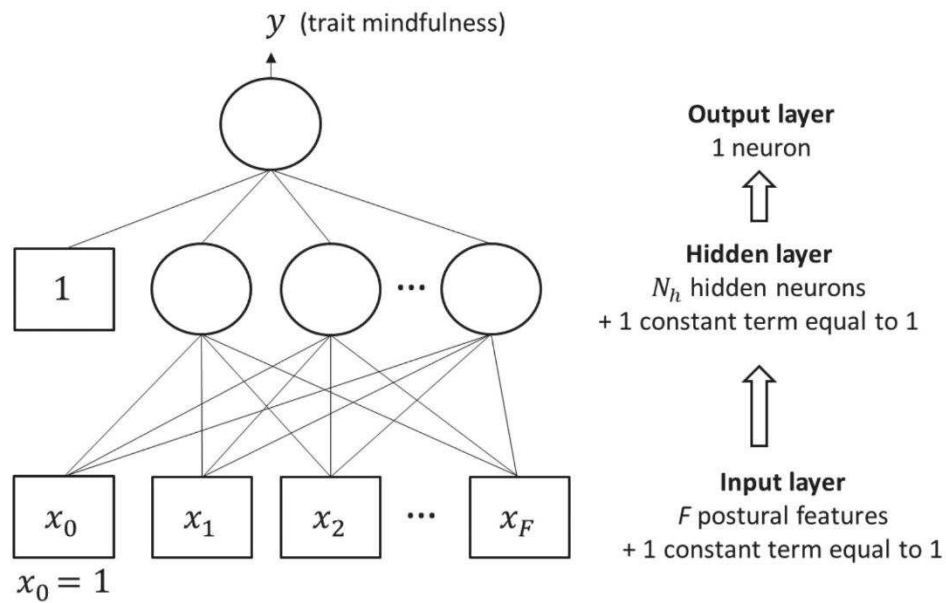 y (trait mindfulness)
Output layer
1 neuron
1
...
Hidden layer
N_h hidden neurons
+ 1 constant term equal to 1
x_0
x_1
x_2
...
x_F
x_0 = 1
Input layer
F postural features
+ 1 constant term equal to 1